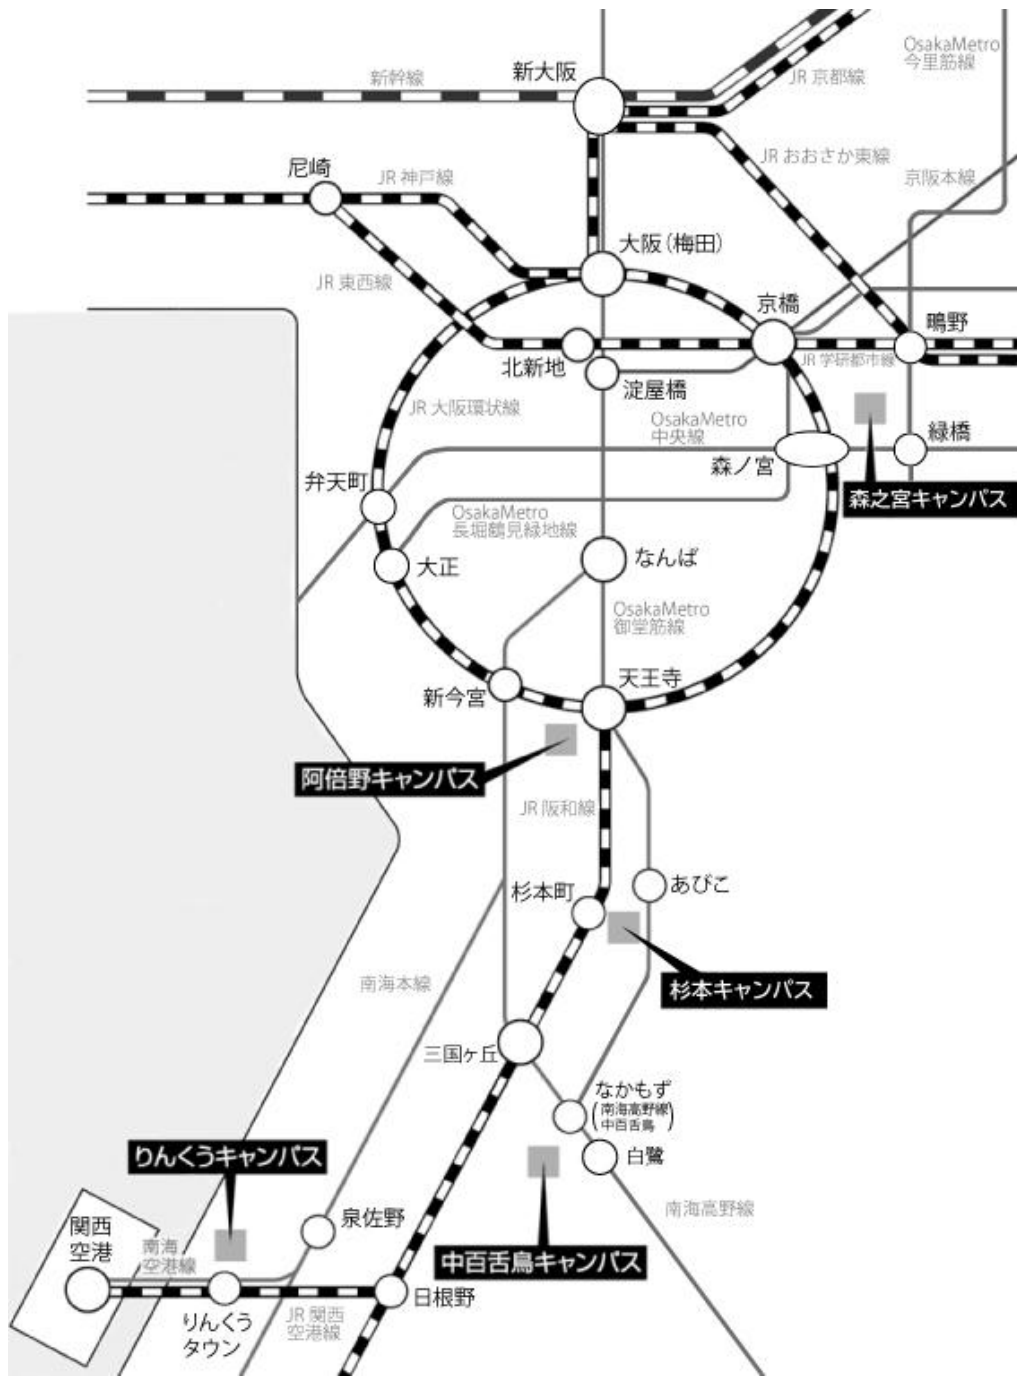 OsakaMetro
今里筋線
新大阪
新幹線
JR 京都線
JR おおさか東線
尼崎
JR 神戸線
京阪本線
大阪（梅田）
JR 東西線
京橋
鴫野
北新地
JR 学研都市線
淀屋橋
JR 大阪環状線
OsakaMetro
中央線
緑橋
森ノ宮
弁天町
森之宮キャンパス
OsakaMetro
長堀鶴見緑地線
大正
なんば
OsakaMetro
御堂筋線
天王寺
新今宮
阿倍野キャンパス
JR 阪和線
杉本町
あびこ
南海本線
杉本キャンパス
三国ヶ丘
なかもず
（南海高野線
中百舌鳥）
りんくうキャンパス
白鷺
泉佐野
南海高野線
関西
空港
南海
空港線
中百舌鳥キャンパス
日根野
りんくう
タウン
JR 関西
空港線